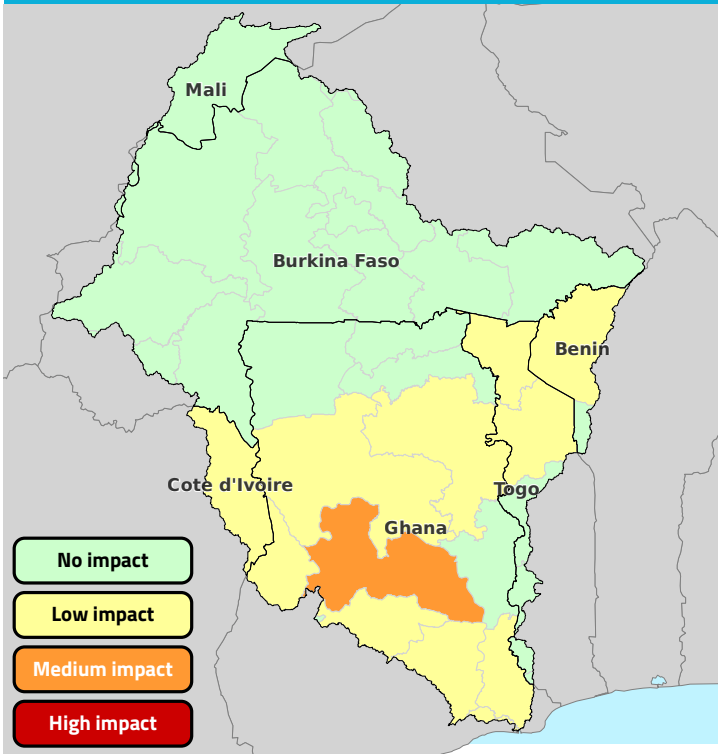 Mali
Burkina Faso
Benin
Cote d'Ivoire
Togo
Ghana
No impact
Low impact
Medium impact
High impact